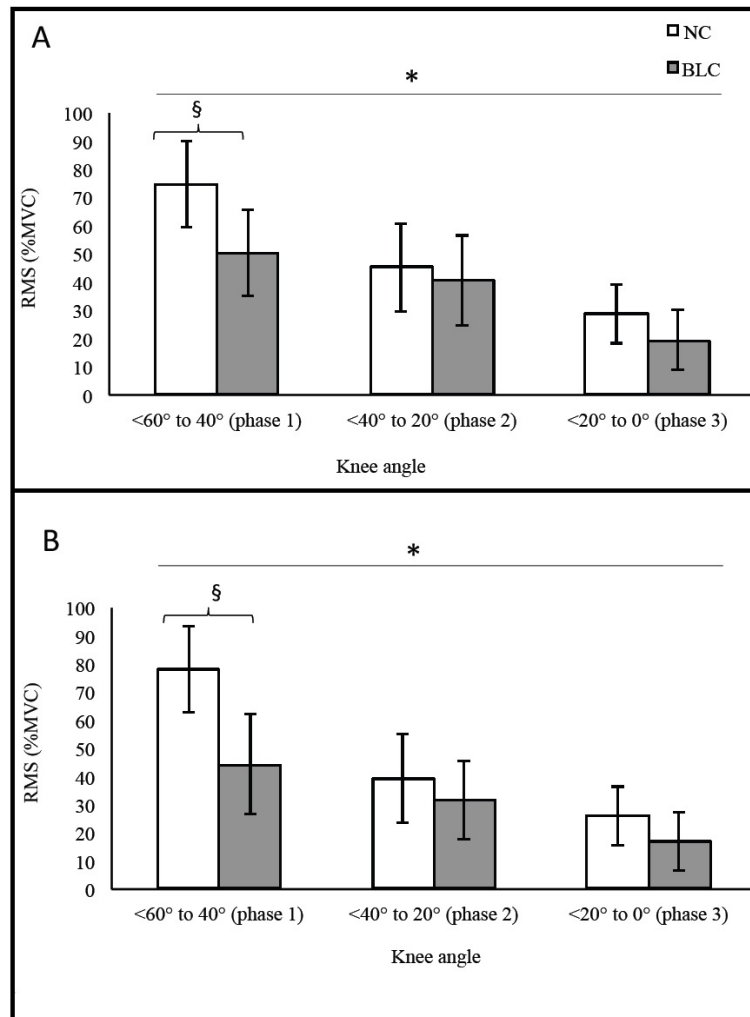 A
NC
BLC
*
§
100
90
80
70
60
50
40
30
20
10
0
RMS (%MVC)
<60° to 40° (phase 1) <40° to 20° (phase 2) <20° to 0° (phase 3)
Knee angle
B
*
§
100
90
80
70
60
50
40
30
20
10
0
RMS (%MVC)
<60° to 40° (phase 1) <40° to 20° (phase 2) <20° to 0° (phase 3)
Knee angle